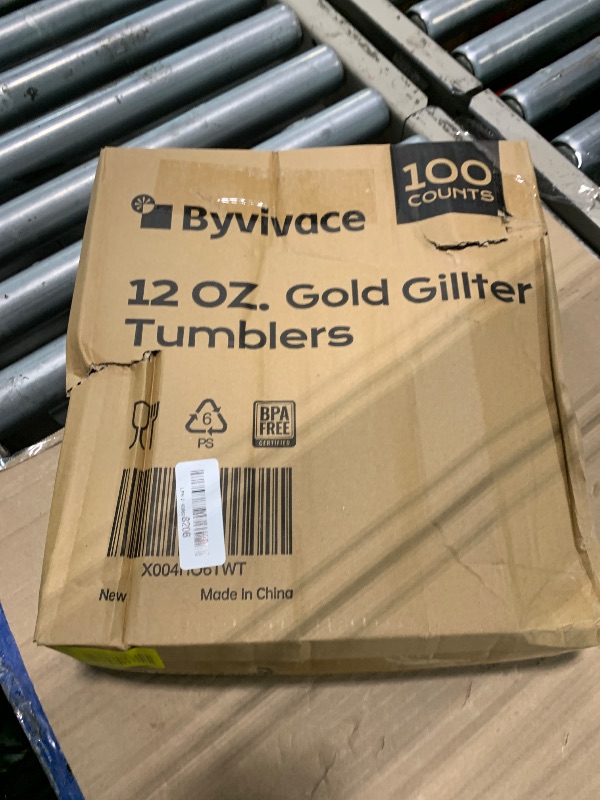 100
COUNTS
Byvivace
12 OZ. Gold Gillter
Tumblers
6
PS
BPA
FREE
CERTIFIED
New
Made In China